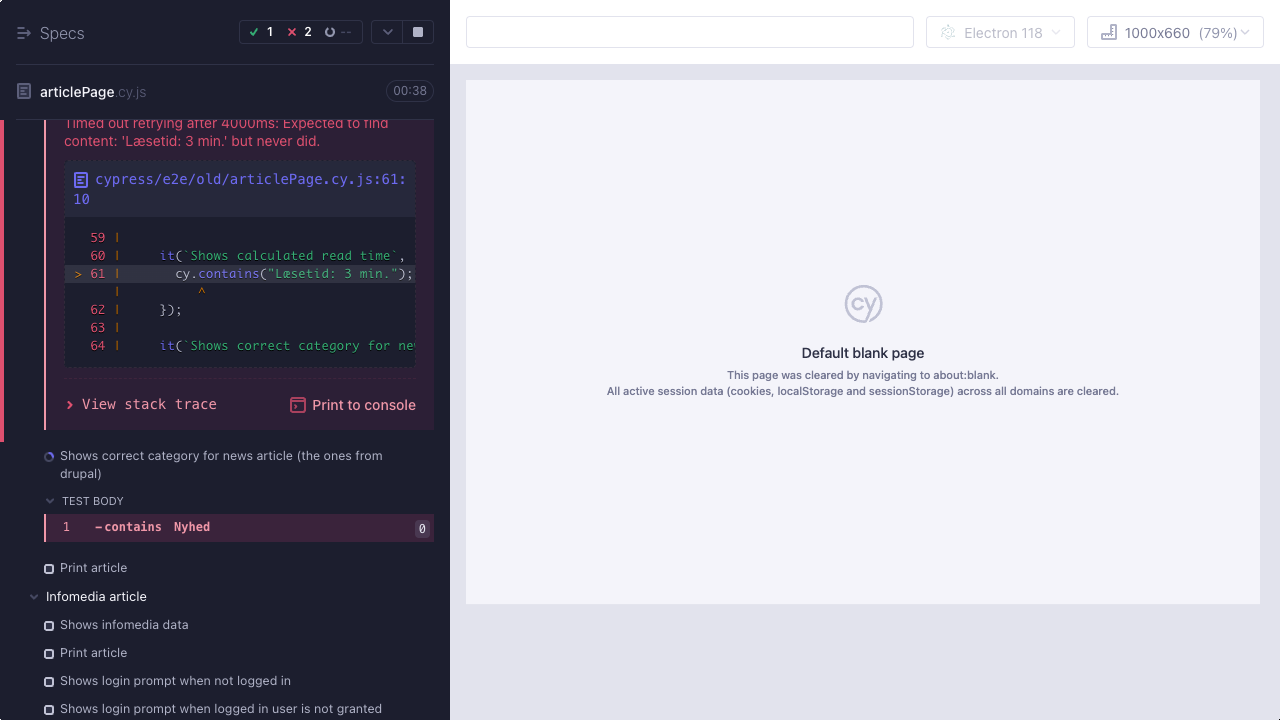 Specs
1 2 --
Electron 118
1000x660 (79%)
articlePage.cy.js
00:38
Timed out retrying after 4000ms: Expected to find
content: 'Læsetid: 3 min.' but never did.
cypress/e2e/old/articlePage.cy.js:61:
10
59 |
60 | it(`Shows calculated read time`,
> 61 | cy.contains("Læsetid: 3 min.");
| ^
62 | });
63 |
64 | it(`Shows correct category for new
View stack trace
Print to console
Shows correct category for news article (the ones from
drupal)
TEST BODY
1 -contains Nyhed 0
Print article
Infomedia article
Shows infomedia data
Print article
Shows login prompt when not logged in
Shows login prompt when logged in user is not granted
cy
Default blank page
This page was cleared by navigating to about:blank.
All active session data (cookies, localStorage and sessionStorage) across all domains are cleared.